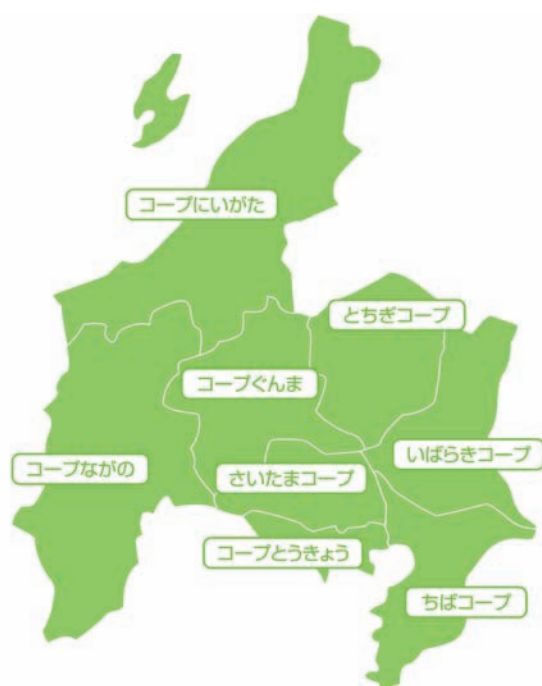 コープにいがた
とちぎコープ
コープぐんま
いばらきコープ
コープながの
さいたまコープ
コープとうきょう
ちばコープ